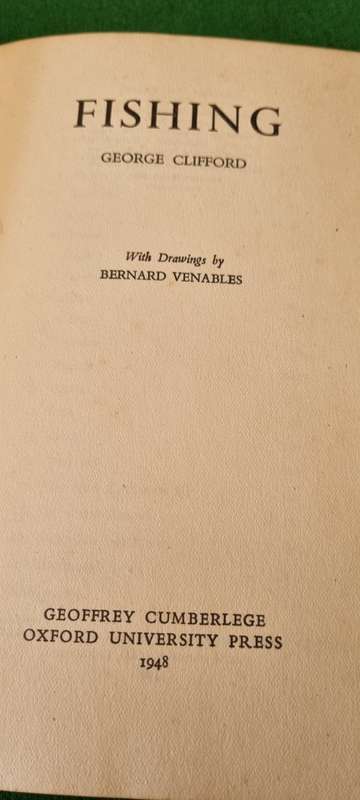 FISHING
GEORGE CLIFFORD
With Drawings by
BERNARD VENABLES
GEOFFREY CUMBERLEGE
OXFORD UNIVERSITY PRESS
1948